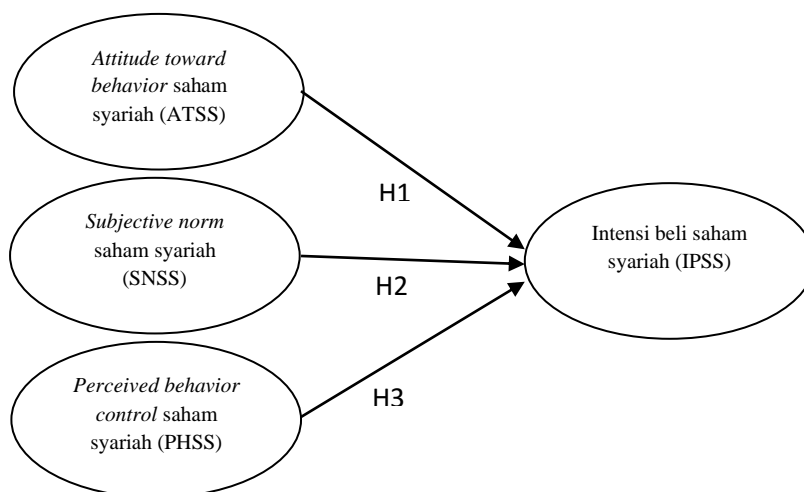 Attitude toward
behavior saham
syariah (ATSS)
H1
Subjective norm
saham syariah
(SNSS)
H2
Intensi beli saham
syariah (IPSS)
Perceived behavior
control saham
syariah (PHSS)
H3